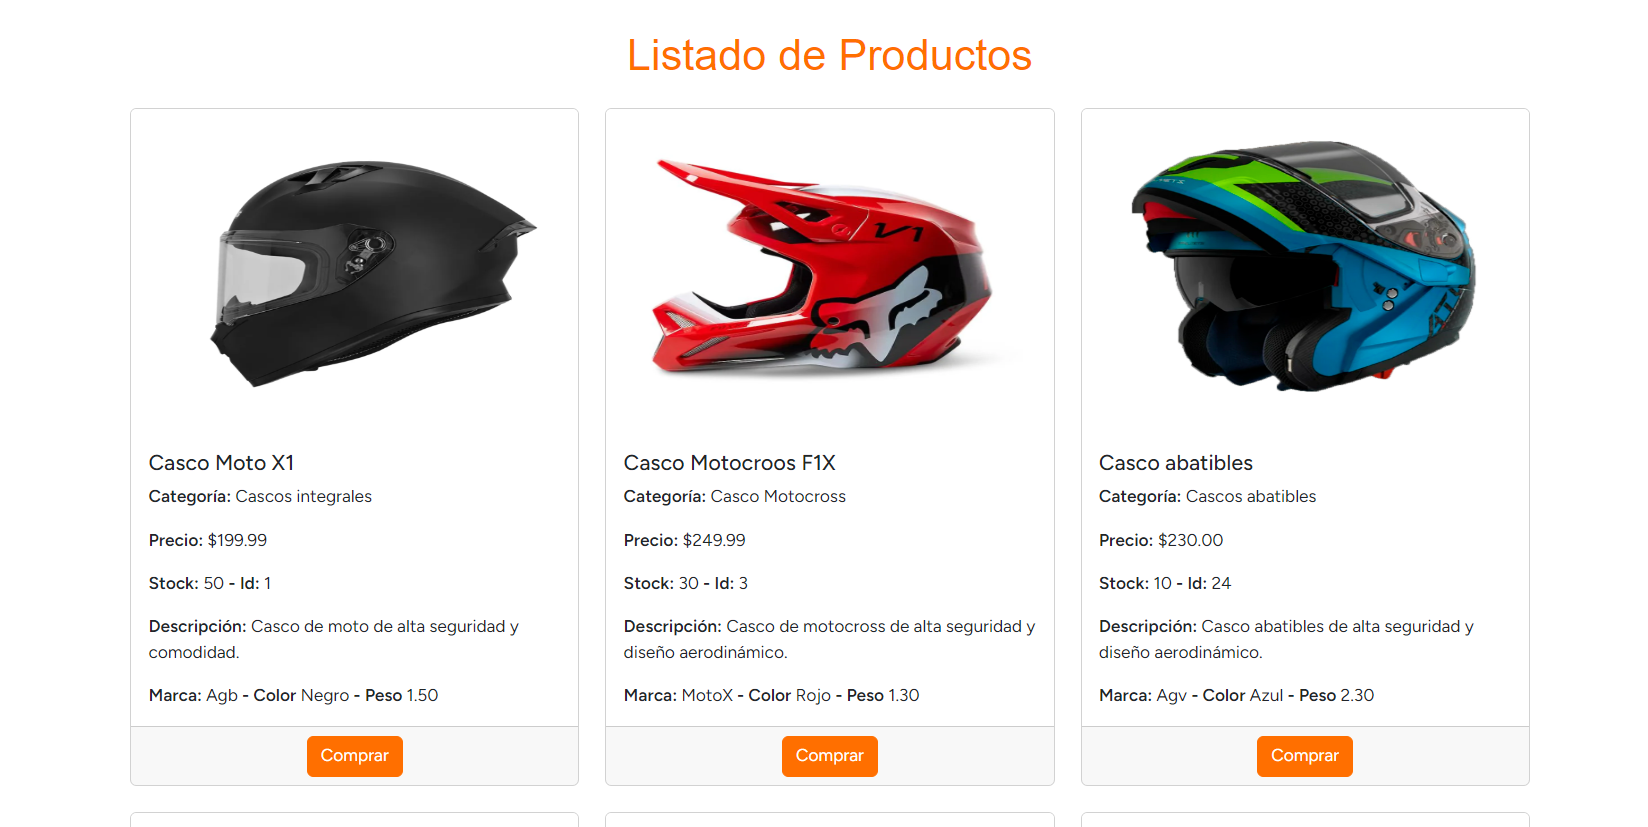 Listado de Productos
V1
Casco Moto X1
Categoría: Cascos integrales
Precio: $199.99
Stock: 50 - Id: 1
Descripción: Casco de moto de alta seguridad y
comodidad.
Marca: Agb - Color Negro - Peso 1.50
Comprar
Casco Motocroos F1X
Categoría: Casco Motocross
Precio: $249.99
Stock: 30 - Id: 3
Descripción: Casco de motocross de alta seguridad y
diseño aerodinámico.
Marca: MotoX - Color Rojo - Peso 1.30
Comprar
Casco abatibles
Categoría: Cascos abatibles
Precio: $230.00
Stock: 10 - Id: 24
Descripción: Casco abatibles de alta seguridad y
diseño aerodinámico.
Marca: Agv - Color Azul - Peso 2.30
Comprar